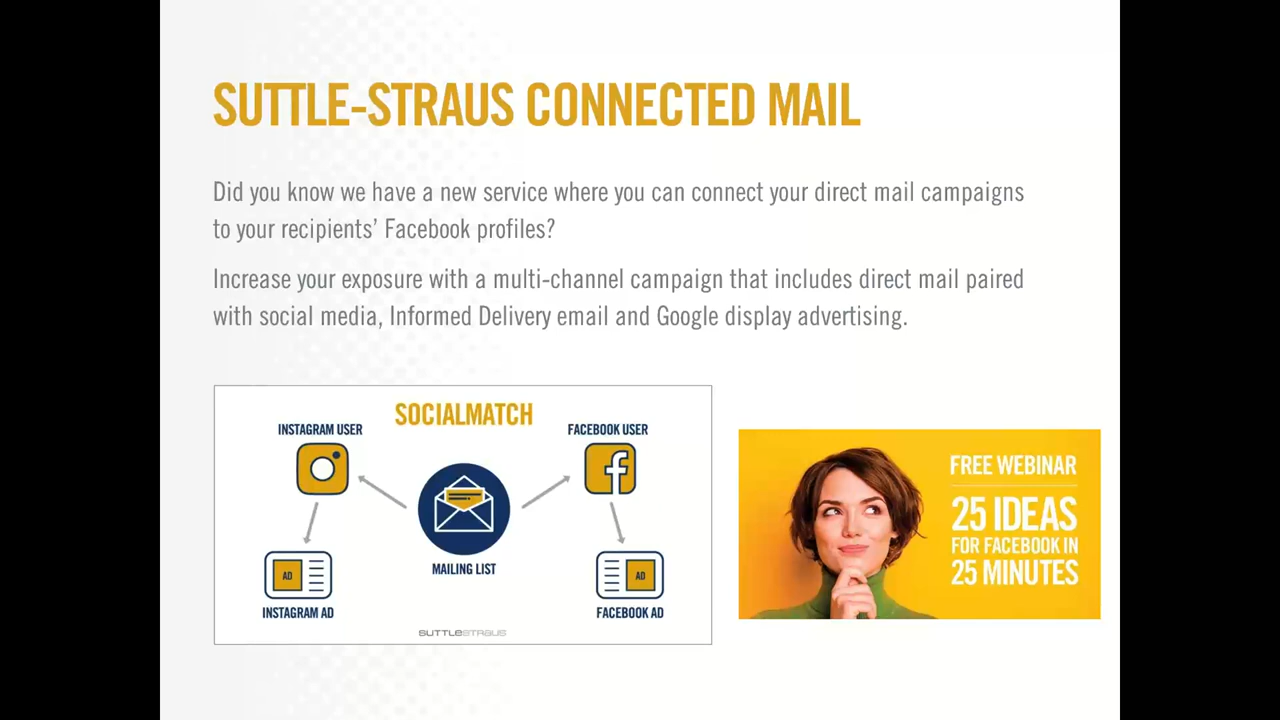 SUTTLE-STRAUS CONNECTED MAIL
Did you know we have a new service where you can connect your direct mail campaigns
to your recipients’ Facebook profiles?
Increase your exposure with a multi-channel campaign that includes direct mail paired
with social media, Informed Delivery email and Google display advertising.
SOCIALMATCH
INSTAGRAM USER
FACEBOOK USER
MAILING LIST
AD
AD
INSTAGRAM AD
FACEBOOK AD
SUTTLESTRAUS
FREE WEBINAR
25 IDEAS
FOR FACEBOOK IN
25 MINUTES